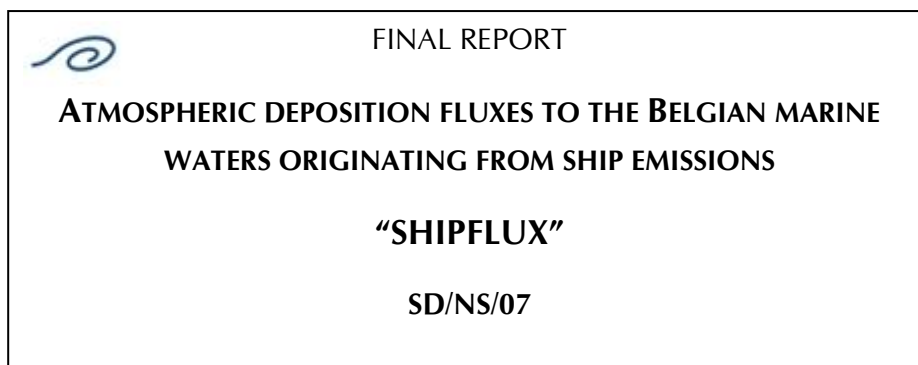 FINAL REPORT
ATMOSPHERIC DEPOSITION FLUXES TO THE BELGIAN MARINE
WATERS ORIGINATING FROM SHIP EMISSIONS
“SHIPFLUX”
SD/NS/07